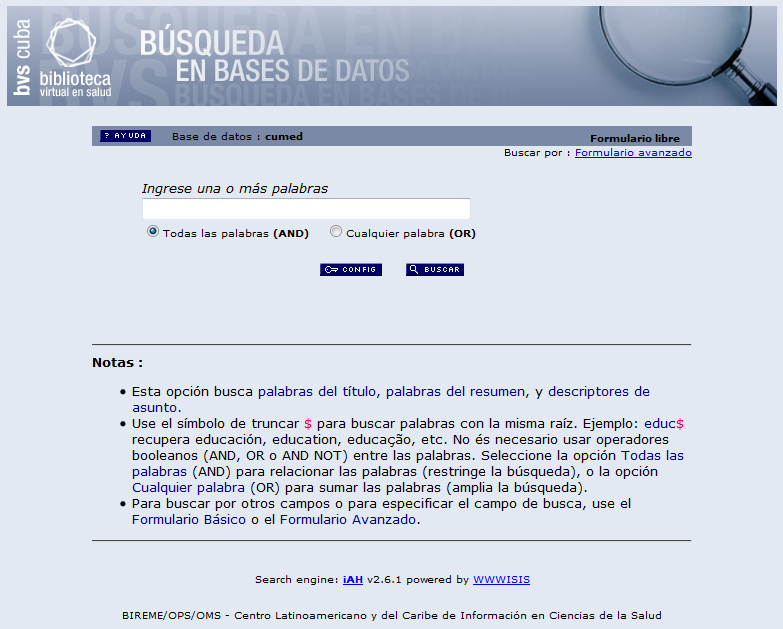 bvs cuba
biblioteca
virtual en salud
BÚSQUEDA
EN BASES DE DATOS
BÚSQUEDA EN BASES
BVS
BÚSQUEDA EN BASES
? AYUDA Base de datos : cumed Formulario libre
Buscar por : Formulario avanzado
Ingrese una o más palabras
Todas las palabras (AND) Cualquier palabra (OR)
CONFIG BUSCAR
Notas :
• Esta opción busca palabras del título, palabras del resumen, y descriptores de
asunto.
• Use el símbolo de truncar $ para buscar palabras con la misma raíz. Ejemplo: educ$
recupera educación, education, educação, etc. No és necesario usar operadores
booleanos (AND, OR o AND NOT) entre las palabras. Seleccione la opción Todas las
palabras (AND) para relacionar las palabras (restringe la búsqueda), o la opción
Cualquier palabra (OR) para sumar las palabras (amplia la búsqueda).
• Para buscar por otros campos o para especificar el campo de busca, use el
Formulario Básico o el Formulario Avanzado.
Search engine: iAH v2.6.1 powered by WWWISIS
BIREME/OPS/OMS - Centro Latinoamericano y del Caribe de Información en Ciencias de la Salud